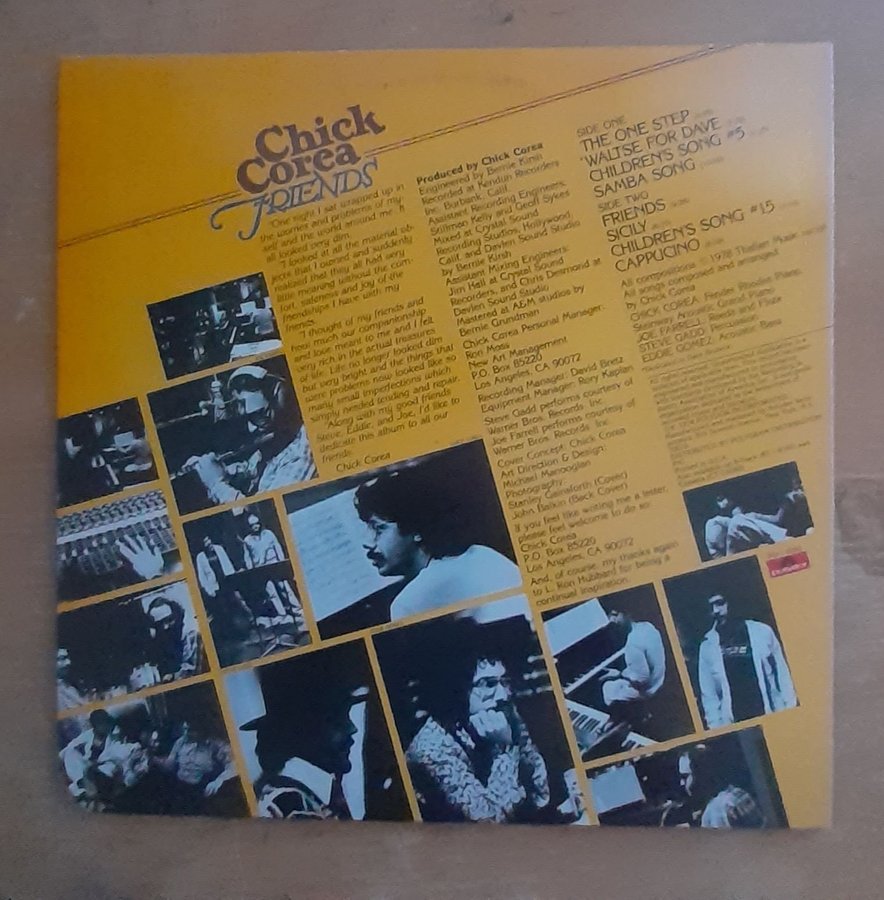 Chick
Corea
FRIENDS
"One night I sat wrapped up in
the worries and problems of my-
self and the world around me. It
all looked very dim.
"I looked at all the material ob-
jects that I owned and suddenly
realized that they all had very
little meaning without the com-
fort, safeness and joy of the
friendships I have with my
friends.
"I thought of my friends and
how much our companionship
and love meant to me and I felt
very rich in the actual treasures
of life. Life no longer looked dim
but very bright and the things that
were problems now looked like so
many small imperfections which
simply needed tending and repair.
"Along with my good friends
Steve, Eddie, and Joe, I'd like to
dedicate this album to all our
friends.
Chick Corea
Produced by Chick Corea
Engineered by Bernie Kirsh
Recorded at Kendun Recorders
Inc. Burbank, Calif.
Assistant Recording Engineers:
Stillman Kelly and Geoff Sykes
Mixed at Crystal Sound
Recording Studios, Hollywood,
Calif. and Davlen Sound Studio
by Bernie Kirsh
Assistant Mixing Engineers:
Jim Hall at Crystal Sound
Recorders, and Chris Desmond at
Davlen Sound Studio
Mastered at A&M studios by
Bernie Grundman
Chick Corea Personal Manager:
Ron Moss
New Art Management
P.O. Box 85220
Los Angeles, CA 90072
Recording Manager: David Bresz
Equipment Manager: Rory Kaplan
Steve Gadd performs courtesy of
Warner Bros. Records Inc.
Joe Farrell performs courtesy of
Warner Bros. Records, Inc.
Cover Concept: Chick Corea
Art Direction & Design:
Michael Manoogian
Photography:
Stanley Gainsforth (Cover)
John Balkin (Back Cover)
If you feel like writing me a letter,
please feel welcome to do so:
Chick Corea
P.O. Box 85220
Los Angeles, CA 90072
And, of course, my thanks again
to L. Ron Hubbard for being a
continual inspiration.
SIDE ONE
THE ONE STEP
'WALTSE FOR DAVE
CHILDREN'S SONG #5
SAMBA SONG
SIDE TWO
FRIENDS
SICILY
CHILDREN'S SONG #15
CAPPUCINO
All compositions © 1978 Thallian Music
All songs composed and arranged
by Chick Corea
CHICK COREA: Fender Rhodes Piano,
Steinway Acoustic Grand Piano
JOE FARRELL: Reeds and Flute
STEVE GADD: Percussion
EDDIE GOMEZ: Acoustic Bass